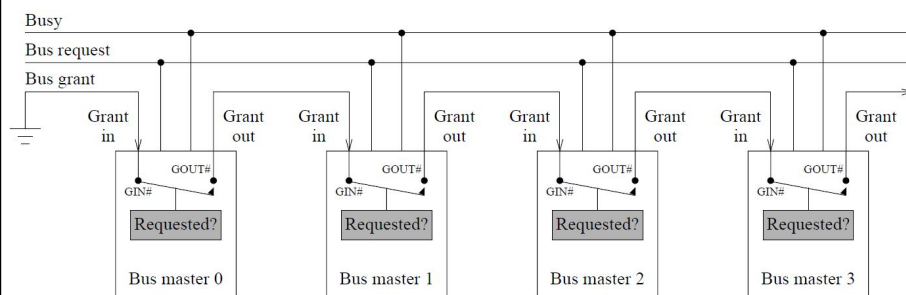 Busy
Bus request
Bus grant
Grant in
Grant out
Grant in
Grant out
Grant in
Grant out
Grant in
Grant out
GIN#
GOUT#
GIN#
GOUT#
GIN#
GOUT#
GIN#
GOUT#
Requested?
Requested?
Requested?
Requested?
Bus master 0
Bus master 1
Bus master 2
Bus master 3